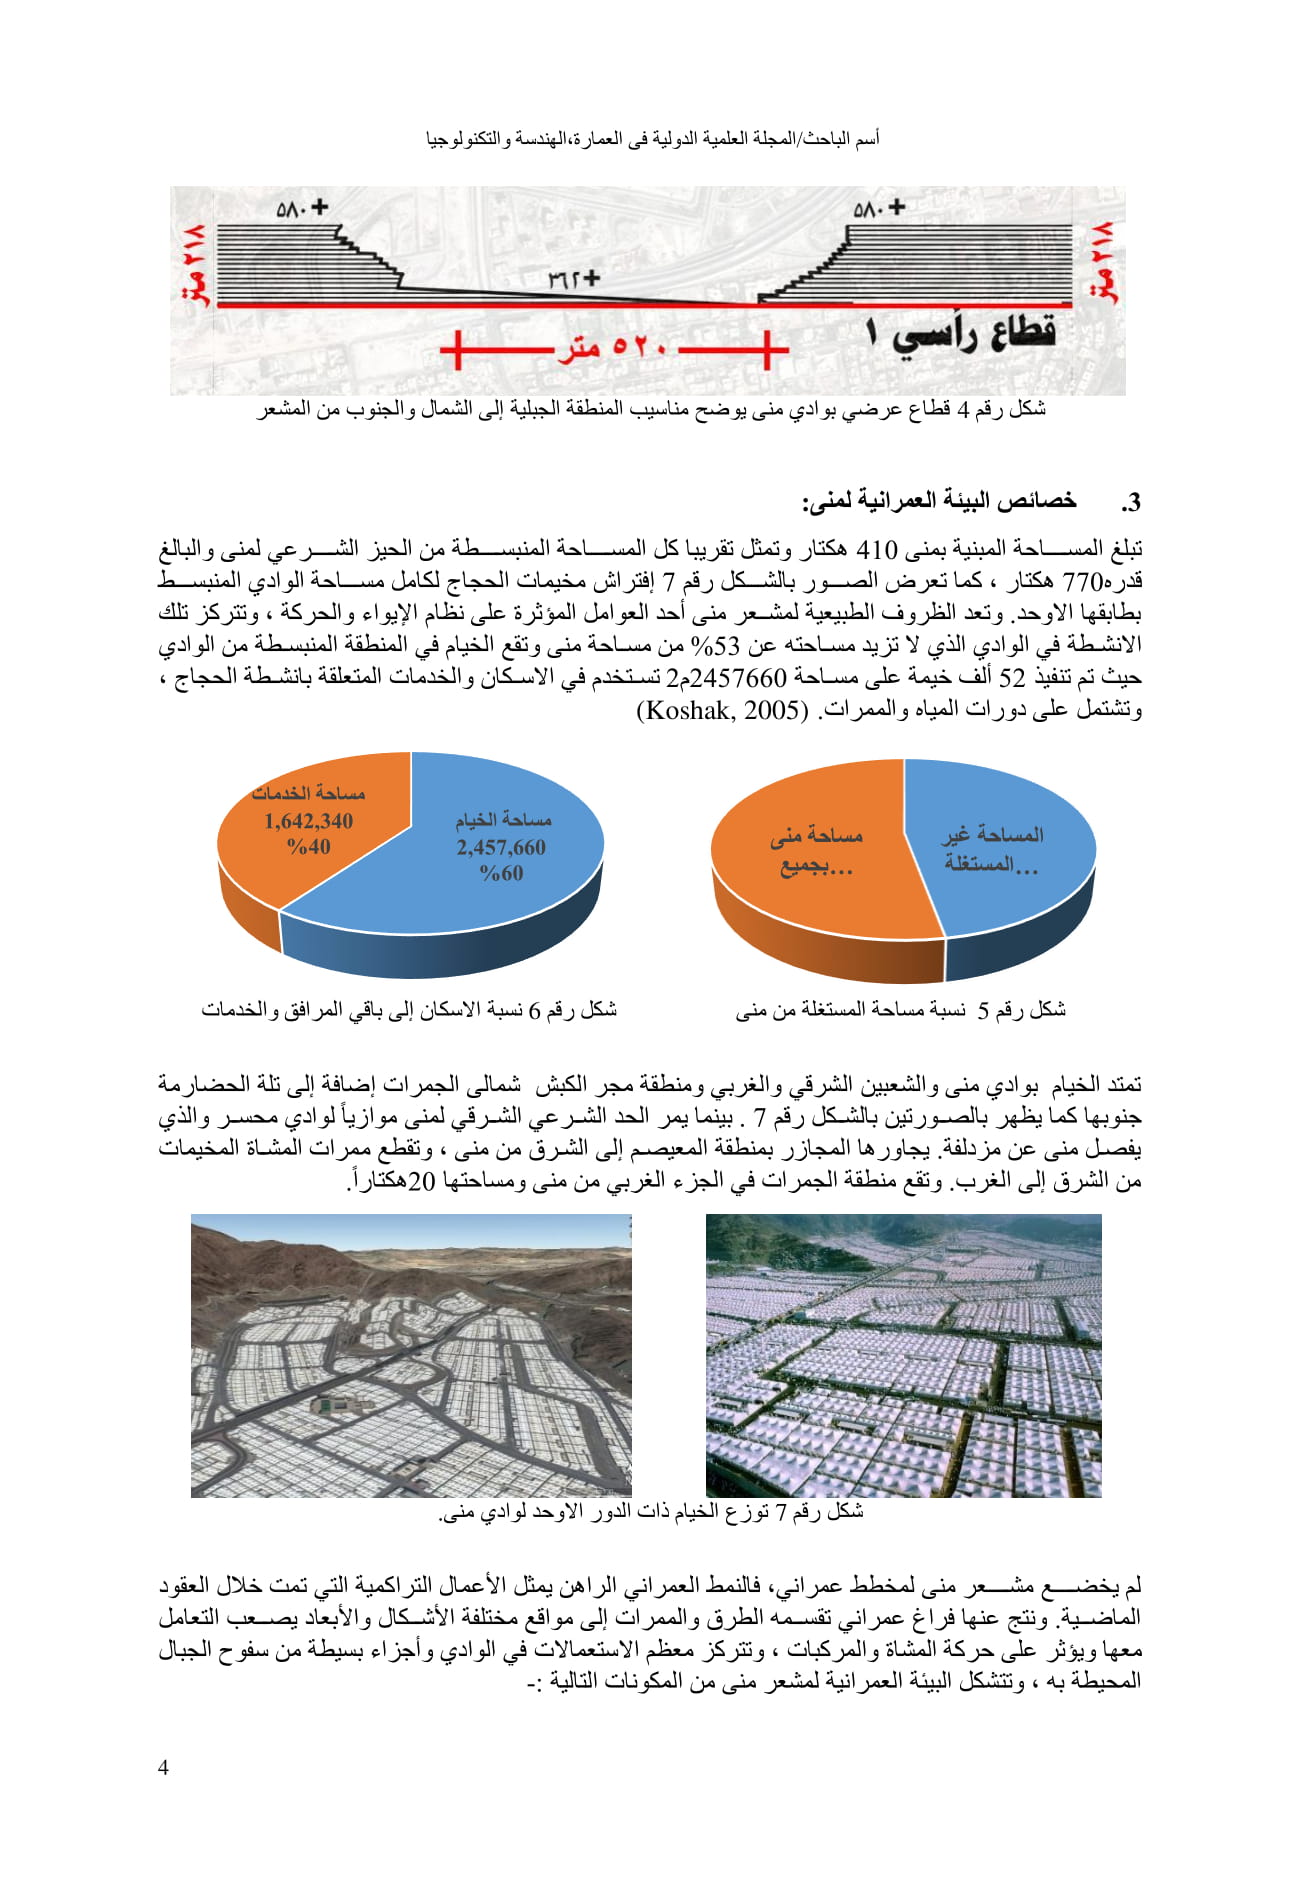 أسم الباحث/المجلة العلمية الدولية فى العمارة،الهندسة والتكنولوجيا
+٥٨٠
+٥٨٠
٢١٨ متر
+٣٦٢
٢١٨ متر
قطاع رأسي ١
٥٢٠ متر
شكل رقم 4 قطاع عرضي بوادي منى يوضح مناسيب المنطقة الجبلية إلى الشمال والجنوب من المشعر
3. خصائص البيئة العمرانية لمنى:
تبلغ المساحة المبنية بمنى 410 هكتار وتمثل تقريبا كل المساحة المنبسطة من الحيز الشرعي لمنى والبالغ
قدره770 هكتار ، كما تعرض الصور بالشكل رقم 7 إفتراش مخيمات الحجاج لكامل مساحة الوادي المنبسط
بطابقها الاوحد. وتعد الظروف الطبيعية لمشعر منى أحد العوامل المؤثرة على نظام الإيواء والحركة ، وتتركز تلك
الانشطة في الوادي الذي لا تزيد مساحته عن 53% من مساحة منى وتقع الخيام في المنطقة المنبسطة من الوادي
حيث تم تنفيذ 52 ألف خيمة على مساحة 2457660م2 تستخدم في الاسكان والخدمات المتعلقة بانشطة الحجاج ،
وتشتمل على دورات المياه والممرات. (Koshak, 2005)
المساحة غير
المستغلة...
مساحة منى
بجميع...
مساحة الخيام
2,457,660
%60
مساحة الخدمات
1,642,340
%40
شكل رقم 5 نسبة مساحة المستغلة من منى
شكل رقم 6 نسبة الاسكان إلى باقي المرافق والخدمات
تمتد الخيام بوادي منى والشعبين الشرقي والغربي ومنطقة مجر الكبش شمالى الجمرات إضافة إلى تلة الحضارمة
جنوبها كما يظهر بالصورتين بالشكل رقم 7 . بينما يمر الحد الشرعي الشرقي لمنى موازياً لوادي محسر والذي
يفصل منى عن مزدلفة. يجاورها المجازر بمنطقة المعيصم إلى الشرق من منى ، وتقطع ممرات المشاة المخيمات
من الشرق إلى الغرب. وتقع منطقة الجمرات في الجزء الغربي من منى ومساحتها 20هكتاراً.
شكل رقم 7 توزع الخيام ذات الدور الاوحد لوادي منى.
لم يخضع مشعر منى لمخطط عمراني، فالنمط العمراني الراهن يمثل الأعمال التراكمية التي تمت خلال العقود
الماضية. ونتج عنها فراغ عمراني تقسمه الطرق والممرات إلى مواقع مختلفة الأشكال والأبعاد يصعب التعامل
معها ويؤثر على حركة المشاة والمركبات ، وتتركز معظم الاستعمالات في الوادي وأجزاء بسيطة من سفوح الجبال
المحيطة به ، وتتشكل البيئة العمرانية لمشعر منى من المكونات التالية :-
4